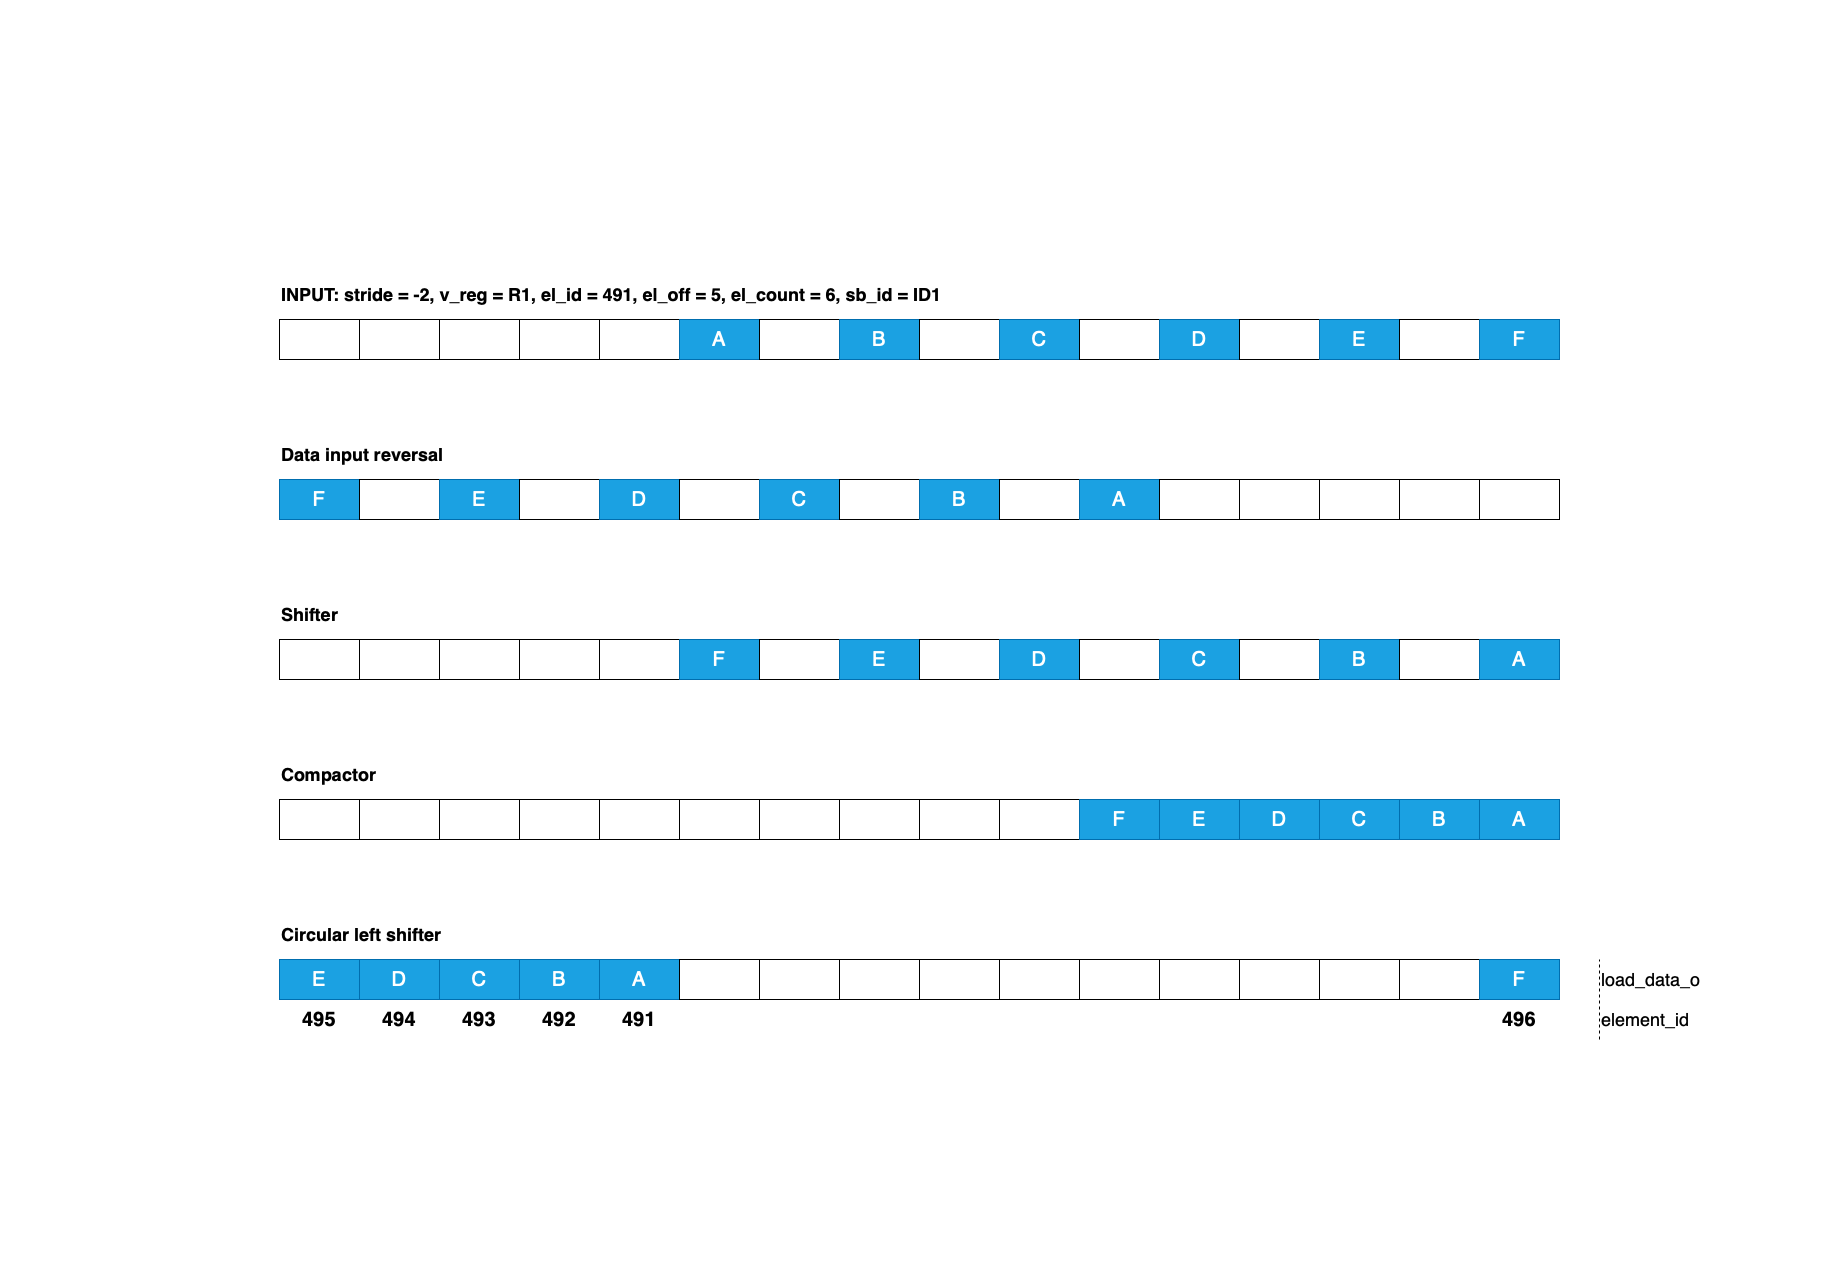 INPUT: stride = -2, v_reg = R1, el_id = 491, el_off = 5, el_count = 6, sb_id = ID1
A B C D E F
Data input reversal
F E D C B A
Shifter
F E D C B A
Compactor
F E D C B A
Circular left shifter
E D C B A F load_data_o
495 494 493 492 491 496 element_id